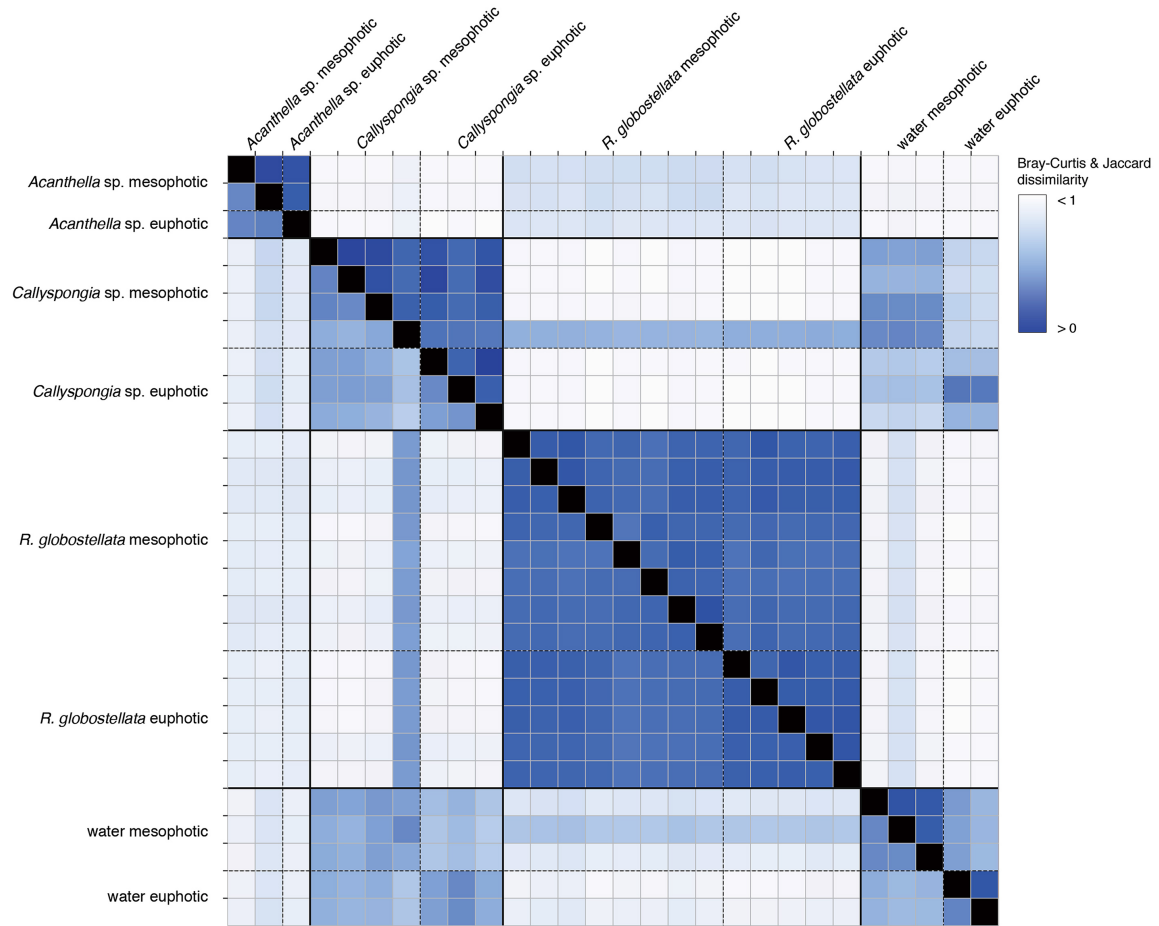 Acanthella sp. mesophotic
Acanthella sp. euphotic
Callyspongia sp. mesophotic
Callyspongia sp. euphotic
R. globostellata mesophotic
R. globostellata euphotic
water mesophotic
water euphotic
Bray-Curtis & Jaccard
dissimilarity
< 1
> 0
Acanthella sp. mesophotic
Acanthella sp. euphotic
Callyspongia sp. mesophotic
Callyspongia sp. euphotic
R. globostellata mesophotic
R. globostellata euphotic
water mesophotic
water euphotic